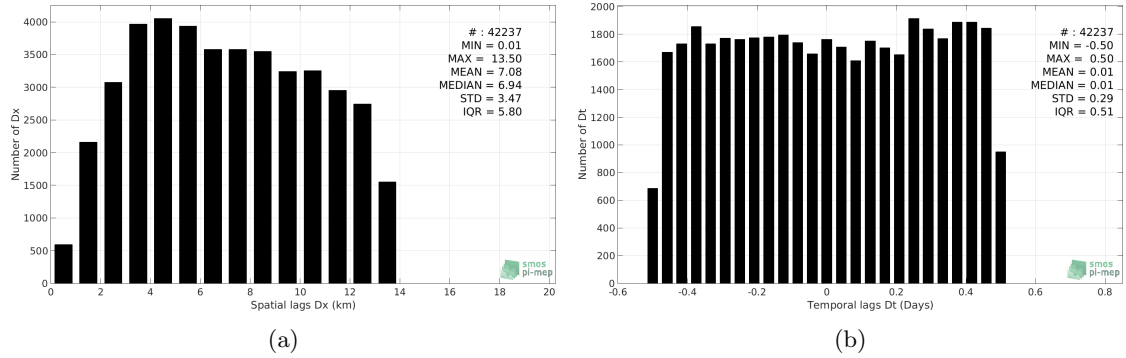 4000
3500
3000
2500
2000
1500
1000
500
0
Number of Dx
# : 42237
MIN = 0.01
MAX = 13.50
MEAN = 7.08
MEDIAN = 6.94
STD = 3.47
IQR = 5.80
smos
pi-mep
0 2 4 6 8 10 12 14 16 18 20
Spatial lags Dx (km)
(a)
2000
1800
1600
1400
1200
1000
800
600
400
200
0
Number of Dt
# : 42237
MIN = -0.50
MAX = 0.50
MEAN = 0.01
MEDIAN = 0.01
STD = 0.29
IQR = 0.51
smos
pi-mep
-0.6 -0.4 -0.2 0 0.2 0.4 0.6 0.8
Temporal lags Dt (Days)
(b)